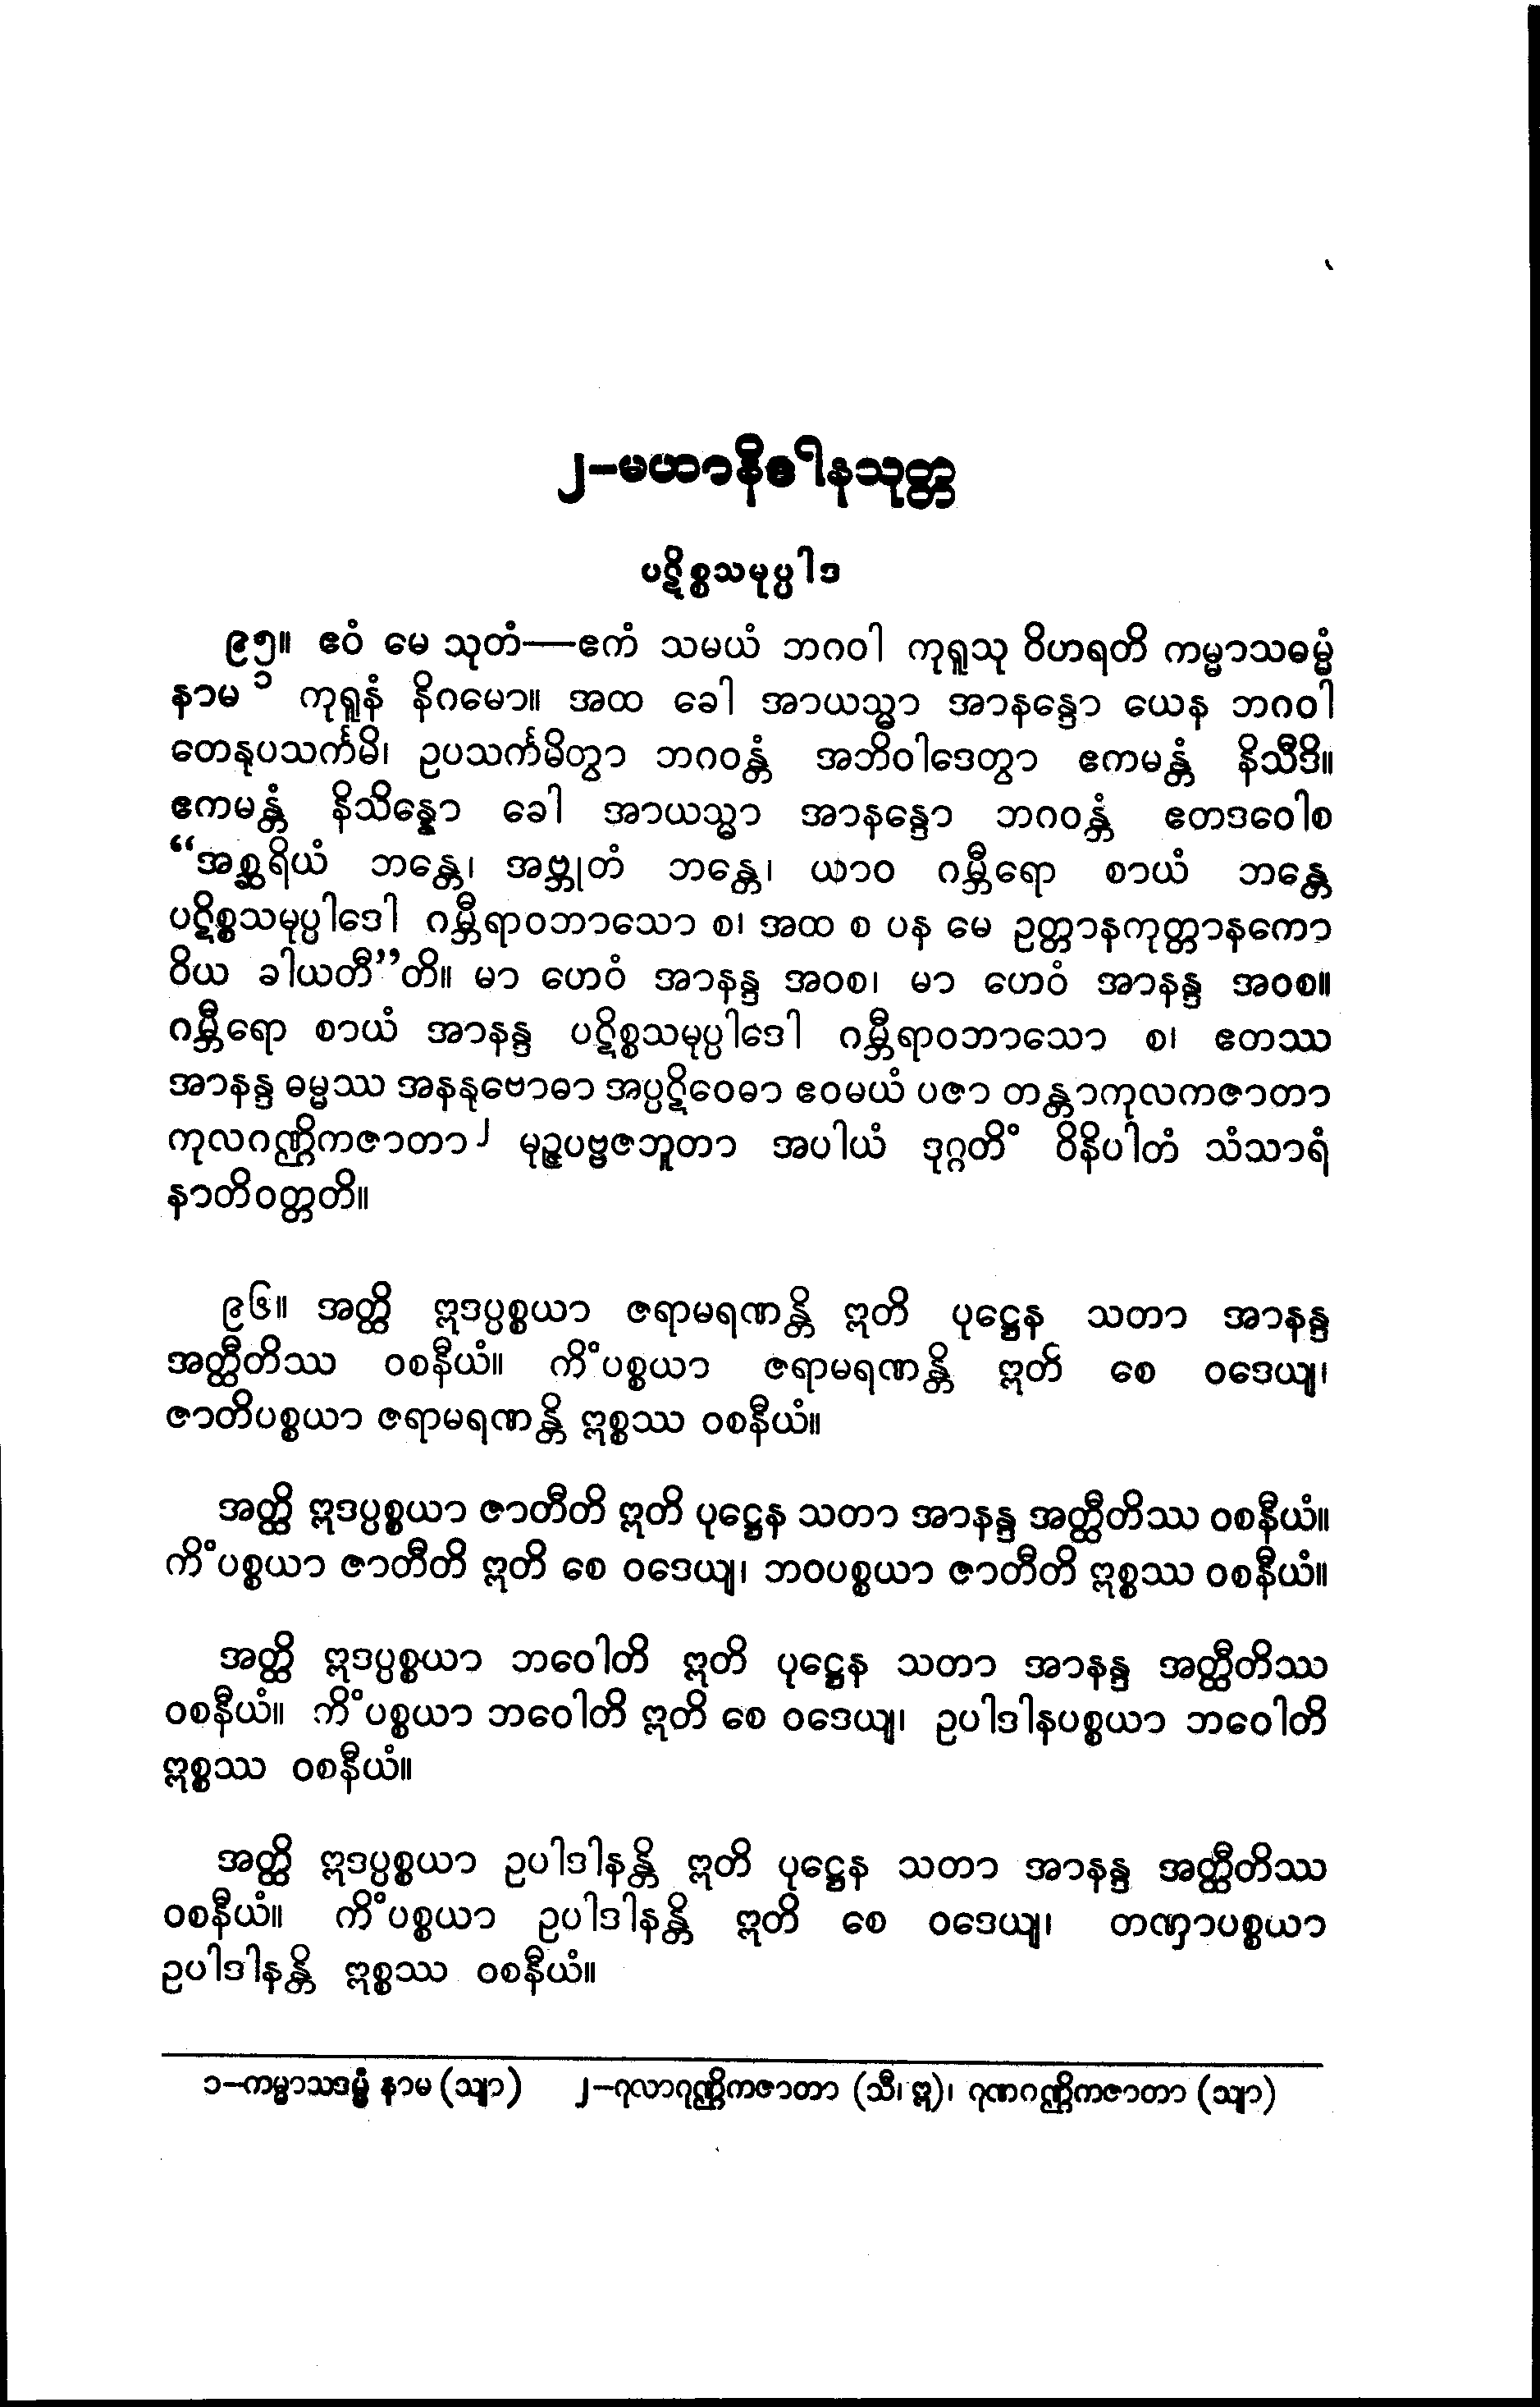 ၂-မဟာနိဒါနသုတ္တ
ပဋိစ္စသမုပ္ပါဒ
၉၅။ ဧဝံ မေ သုတံ—ဧကံ သမယံ ဘဂဝါ ကုရူသု ဝိဟရတိ ကမ္မာသဓမ္မံ
နာမ ၁ ကုရူနံ နိဂမော။ အထ ခေါ အာယသ္မာ အာနန္ဒော ယေန ဘဂဝါ
တေနုပသင်္ကမိ၊ ဥပသင်္ကမိတွာ ဘဂဝန္တံ အဘိဝါဒေတွာ ဧကမန္တံ နိသီဒိ။
ဧကမန္တံ နိသိန္နော ခေါ အာယသ္မာ အာနန္ဒော ဘဂဝန္တံ ဧတဒဝေါစ
“အစ္ဆရိယံ ဘန္တေ၊ အဗ္ဘုတံ ဘန္တေ၊ ယာဝ ဂမ္ဘီရော စာယံ ဘန္တေ
ပဋိစ္စသမုပ္ပါဒေါ ဂမ္ဘီရာဝဘာသော စ၊ အထ စ ပန မေ ဥတ္တာနကုတ္တာနကော
ဝိယ ခါယတီ”တိ။ မာ ဟေဝံ အာနန္ဒ အဝစ၊ မာ ဟေဝံ အာနန္ဒ အဝစ။
ဂမ္ဘီရော စာယံ အာနန္ဒ ပဋိစ္စသမုပ္ပါဒေါ ဂမ္ဘီရာဝဘာသော စ၊ ဧတဿ
အာနန္ဒ ဓမ္မဿ အနနုဗောဓာ အပ္ပဋိဝေဓာ ဧဝမယံ ပဇာ တန္တာကုလကဇာတာ
ကုလဂဏ္ဌိကဇာတာ ၂ မုဉ္ဇပဗ္ဗဇဘူတာ အပါယံ ဒုဂ္ဂတိံ ဝိနိပါတံ သံသာရံ
နာတိဝတ္တတိ။
၉၆။ အတ္ထိ ဣဒပ္ပစ္စယာ ဇရာမရဏန္တိ ဣတိ ပုဋ္ဌေန သတာ အာနန္ဒ
အတ္ထီတိဿ ဝစနီယံ။ ကိံပစ္စယာ ဇရာမရဏန္တိ ဣတိ စေ ဝဒေယျ၊
ဇာတိပစ္စယာ ဇရာမရဏန္တိ ဣစ္စဿ ဝစနီယံ။
အတ္ထိ ဣဒပ္ပစ္စယာ ဇာတီတိ ဣတိ ပုဋ္ဌေန သတာ အာနန္ဒ အတ္ထီတိဿ ဝစနီယံ။
ကိံပစ္စယာ ဇာတီတိ ဣတိ စေ ဝဒေယျ၊ ဘဝပစ္စယာ ဇာတီတိ ဣစ္စဿ ဝစနီယံ။
အတ္ထိ ဣဒပ္ပစ္စယာ ဘဝေါတိ ဣတိ ပုဋ္ဌေန သတာ အာနန္ဒ အတ္ထီတိဿ
ဝစနီယံ။ ကိံပစ္စယာ ဘဝေါတိ ဣတိ စေ ဝဒေယျ၊ ဥပါဒါနပစ္စယာ ဘဝေါတိ
ဣစ္စဿ ဝစနီယံ။
အတ္ထိ ဣဒပ္ပစ္စယာ ဥပါဒါနန္တိ ဣတိ ပုဋ္ဌေန သတာ အာနန္ဒ အတ္ထီတိဿ
ဝစနီယံ။ ကိံပစ္စယာ ဥပါဒါနန္တိ ဣတိ စေ ဝဒေယျ၊ တဏှာပစ္စယာ
ဥပါဒါနန္တိ ဣစ္စဿ ဝစနီယံ။
၁-ကမ္မာသဒမ္မံ နာမ (သျာ) ၂-ဂုလာဂုဏ္ဌိကဇာတာ (သီ၊ ဣ)၊ ဂုဏဂဏ္ဌိကဇာတာ (သျာ)